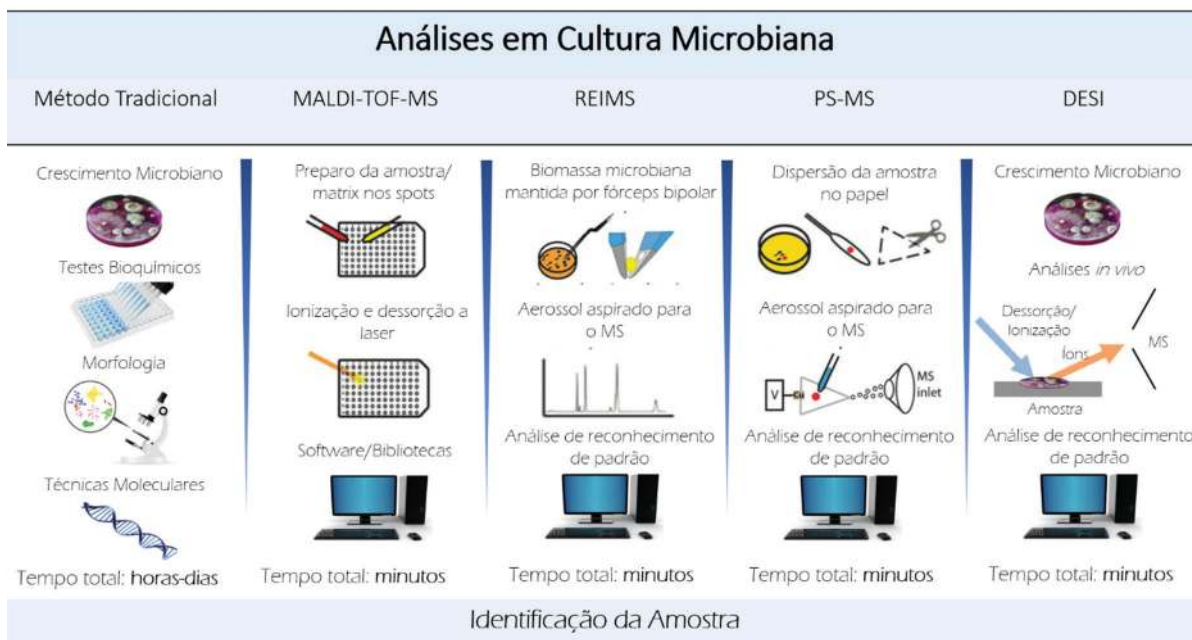 Análises em Cultura Microbiana
Método Tradicional
MALDI-TOF-MS
REIMS
PS-MS
DESI
Crescimento Microbiano
Testes Bioquímicos
Morfologia
Técnicas Moleculares
Tempo total: horas-dias
Preparo da amostra/
matrix nos spots
Ionização e dessorção a
laser
Software/Bibliotecas
Tempo total: minutos
Biomassa microbiana
mantida por fórceps bipolar
Aerossol aspirado para
o MS
Análise de reconhecimento
de padrão
Tempo total: minutos
Dispersão da amostra
no papel
Aerossol aspirado para
o MS
V
MS
inlet
Análise de reconhecimento
de padrão
Tempo total: minutos
Crescimento Microbiano
Análises in vivo
Dessorção/
Ionização
Íons
MS
Amostra
Análise de reconhecimento
de padrão
Tempo total: minutos
Identificação da Amostra